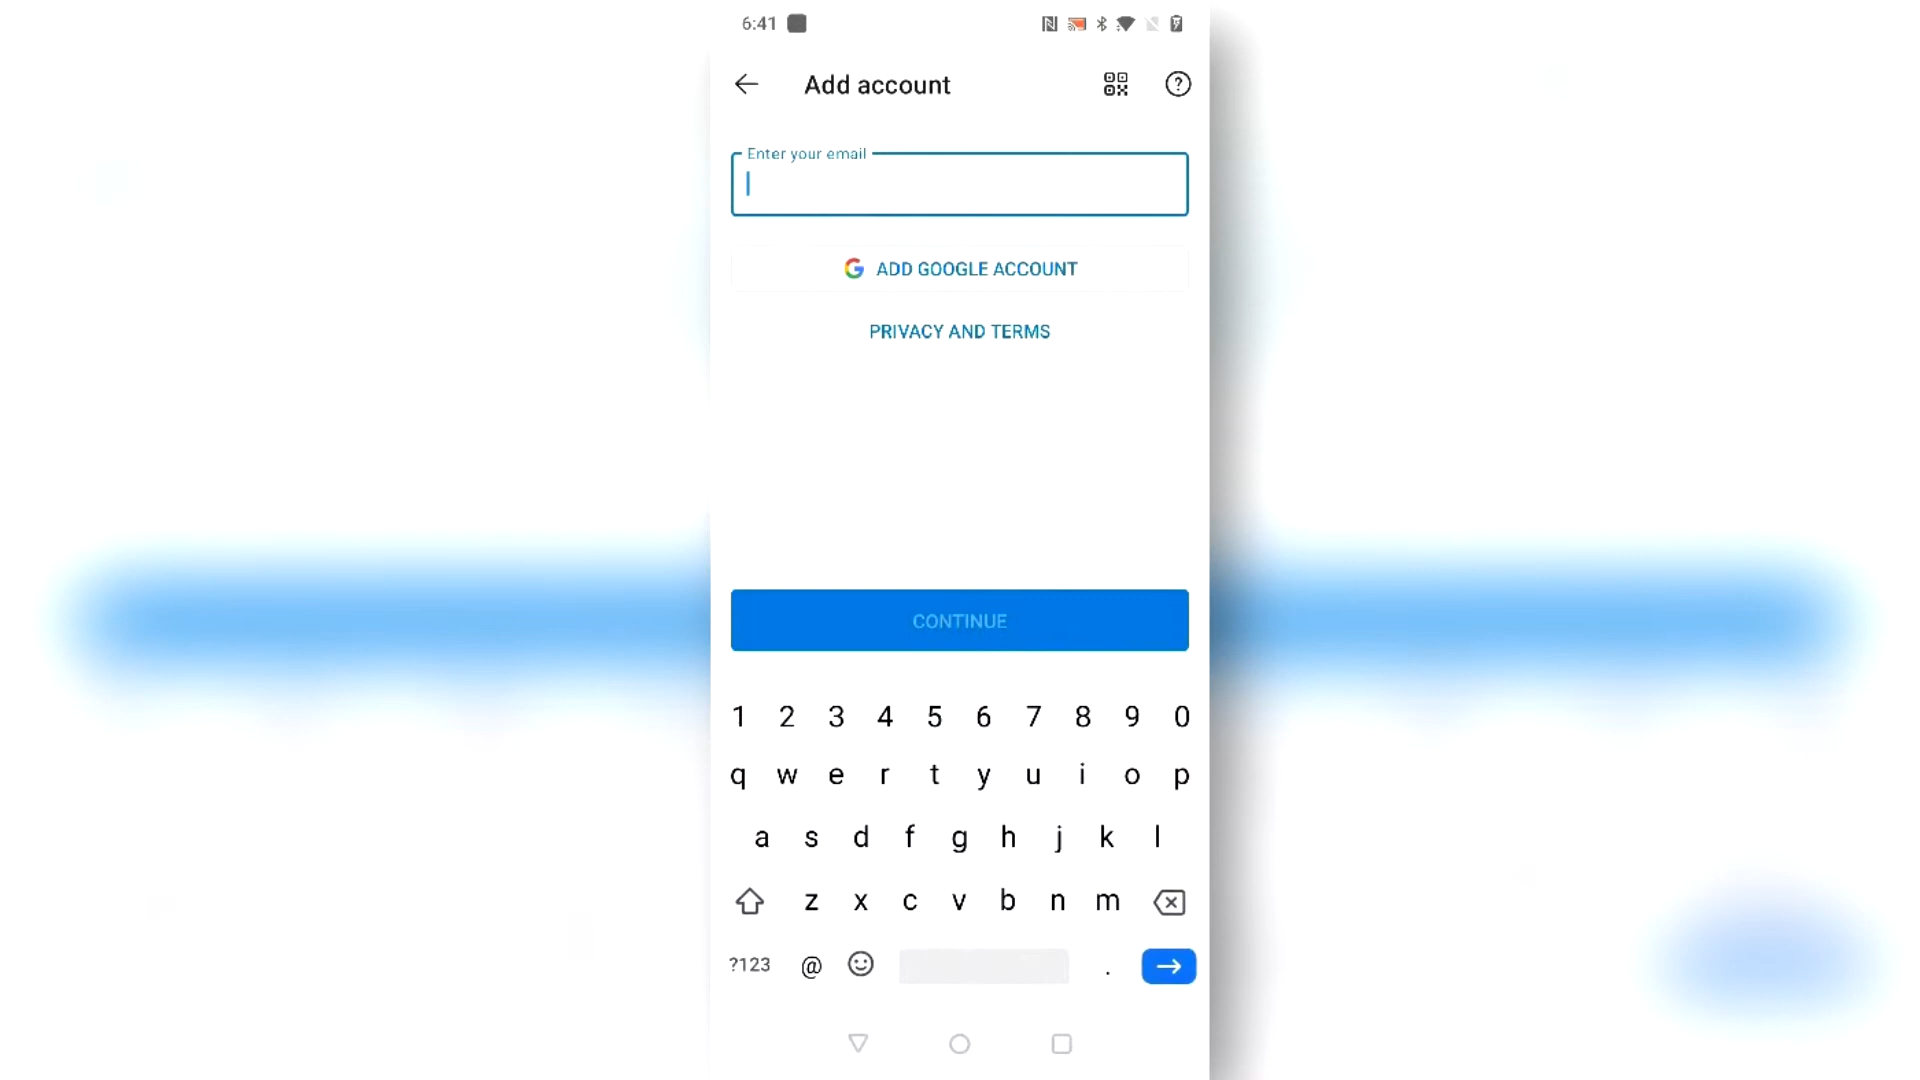 6:41
Add account
Enter your email
ADD GOOGLE ACCOUNT
PRIVACY AND TERMS
CONTINUE
1 2 3 4 5 6 7 8 9 0
q w e r t y u i o p
a s d f g h j k l
z x c v b n m
?123 @ .